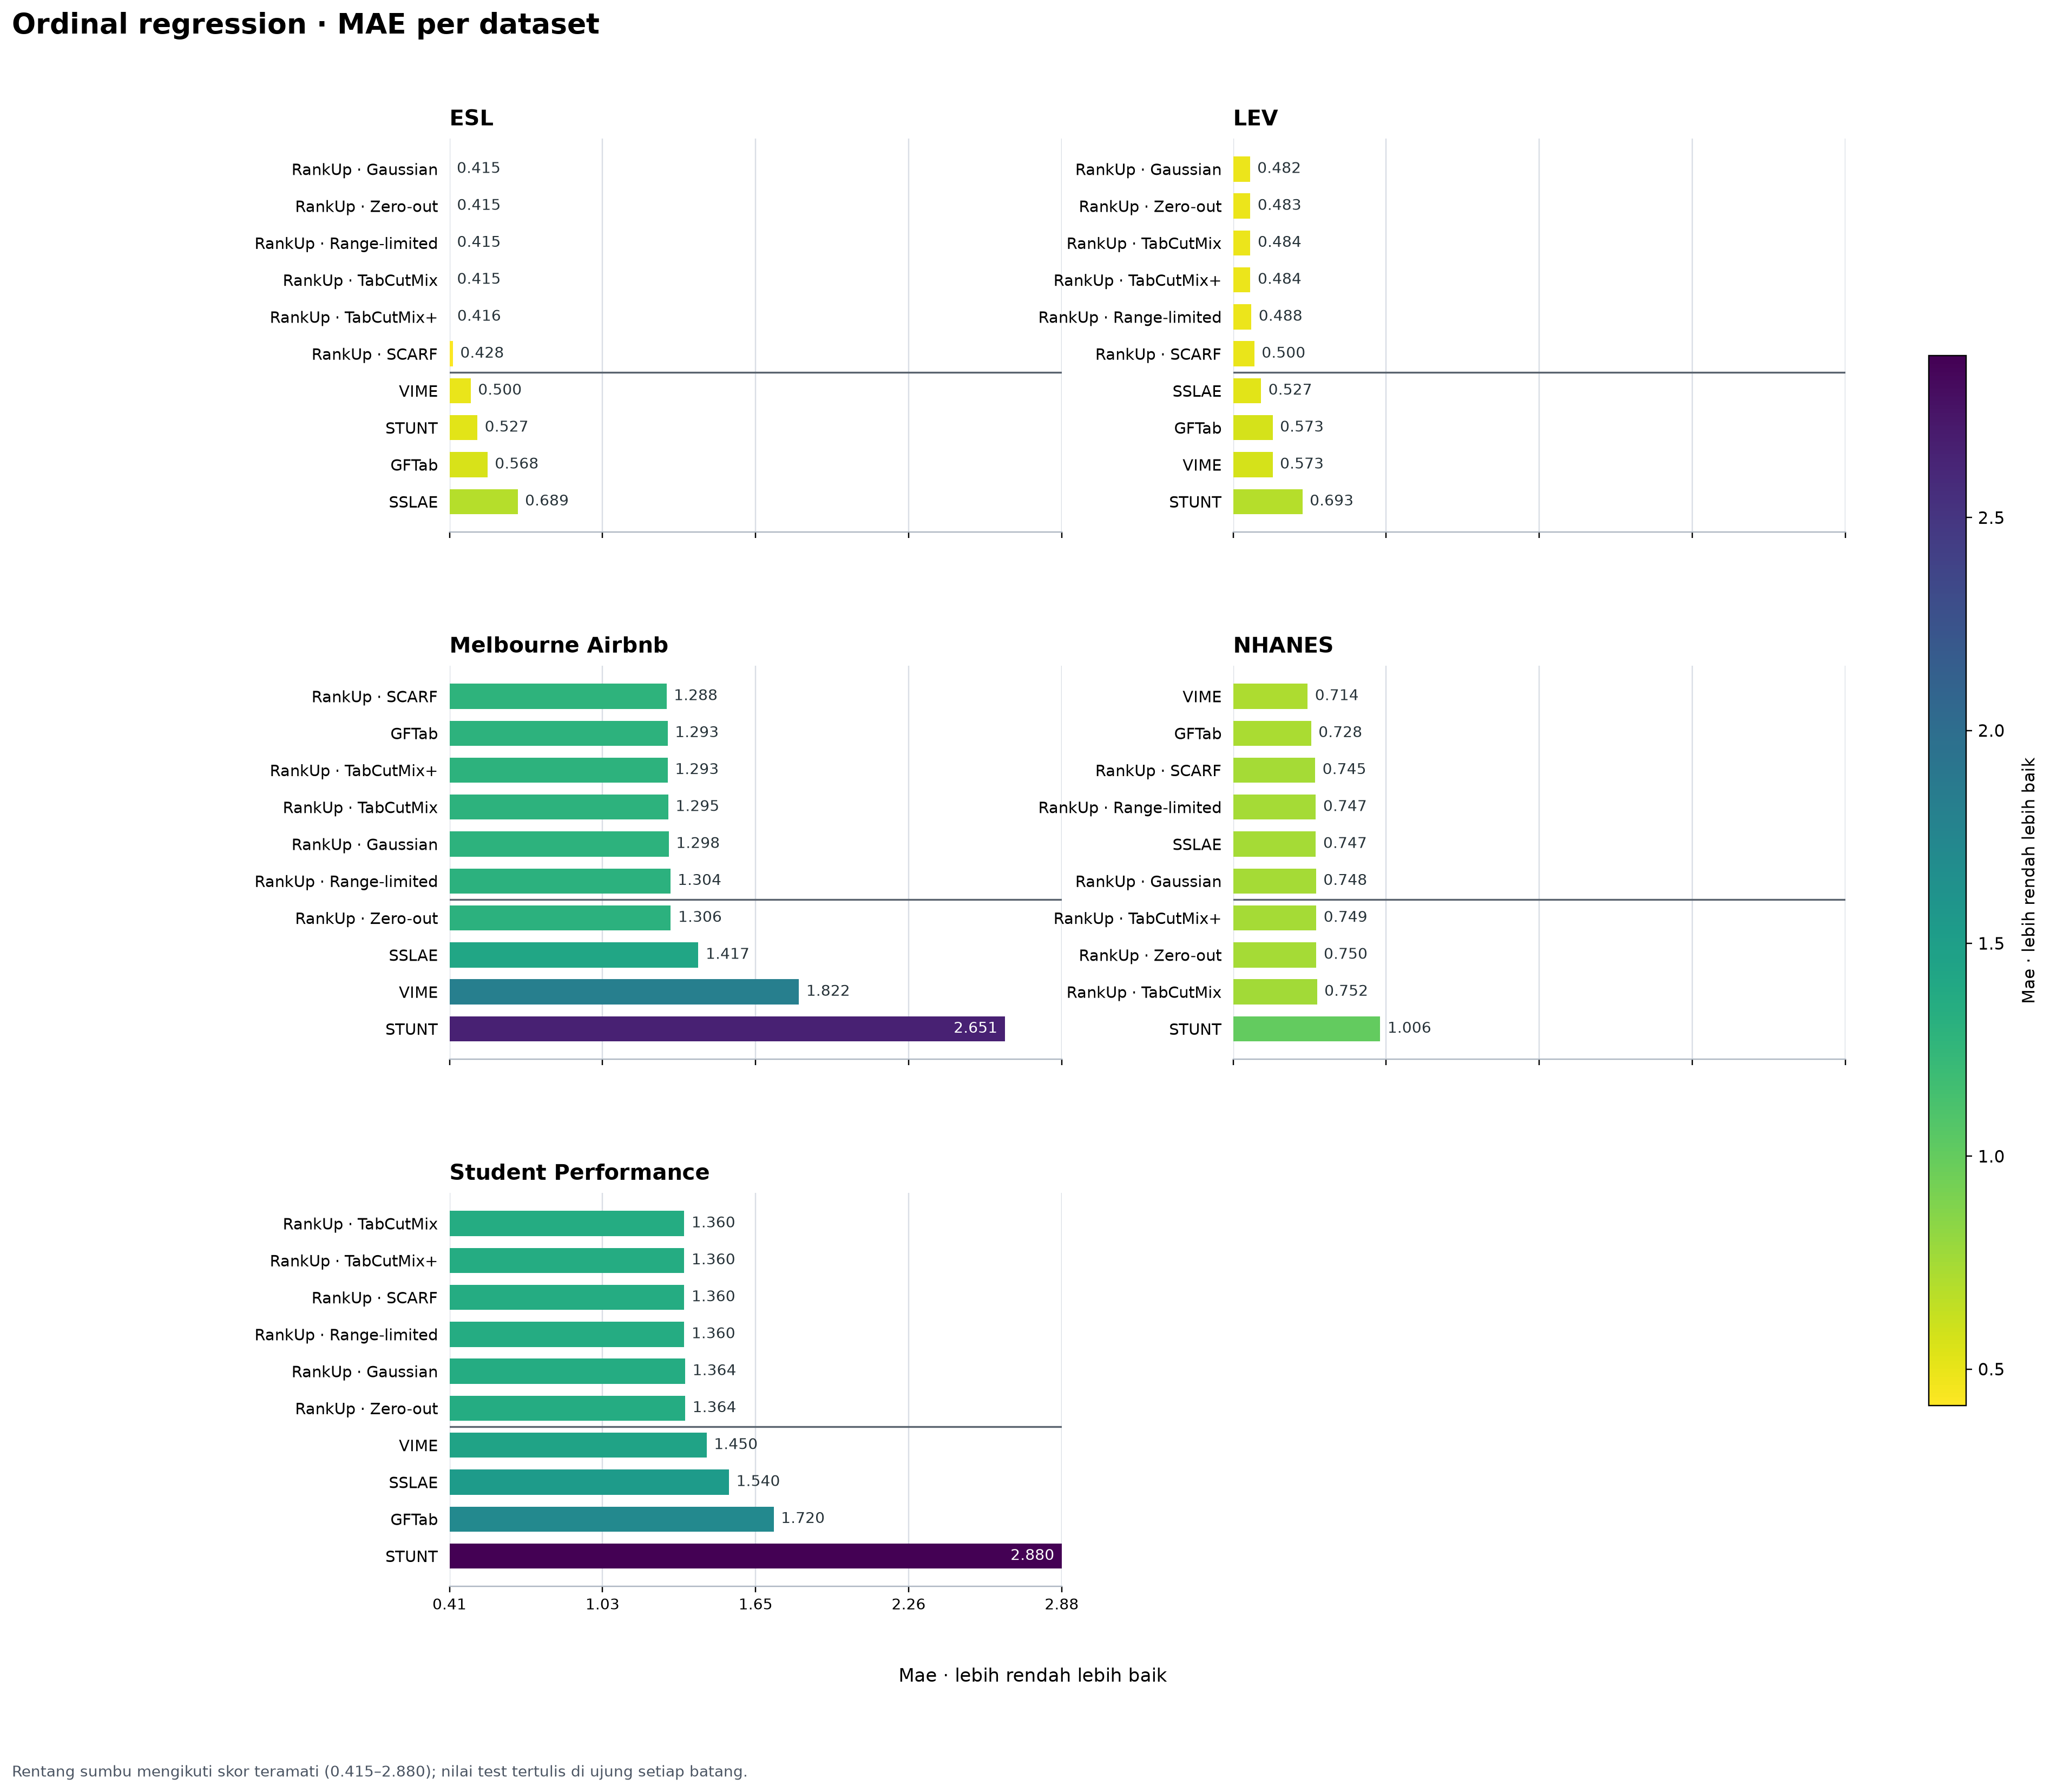 Ordinal regression · MAE per dataset
ESL
RankUp · Gaussian 0.415
RankUp · Zero-out 0.415
RankUp · Range-limited 0.415
RankUp · TabCutMix 0.415
RankUp · TabCutMix+ 0.416
RankUp · SCARF 0.428
VIME 0.500
STUNT 0.527
GFTab 0.568
SSLAE 0.689
LEV
RankUp · Gaussian 0.482
RankUp · Zero-out 0.483
RankUp · TabCutMix 0.484
RankUp · TabCutMix+ 0.484
RankUp · Range-limited 0.488
RankUp · SCARF 0.500
SSLAE 0.527
GFTab 0.573
VIME 0.573
STUNT 0.693
Melbourne Airbnb
RankUp · SCARF 1.288
GFTab 1.293
RankUp · TabCutMix+ 1.293
RankUp · TabCutMix 1.295
RankUp · Gaussian 1.298
RankUp · Range-limited 1.304
RankUp · Zero-out 1.306
SSLAE 1.417
VIME 1.822
STUNT 2.651
NHANES
VIME 0.714
GFTab 0.728
RankUp · SCARF 0.745
RankUp · Range-limited 0.747
SSLAE 0.747
RankUp · Gaussian 0.748
RankUp · TabCutMix+ 0.749
RankUp · Zero-out 0.750
RankUp · TabCutMix 0.752
STUNT 1.006
Student Performance
RankUp · TabCutMix 1.360
RankUp · TabCutMix+ 1.360
RankUp · SCARF 1.360
RankUp · Range-limited 1.360
RankUp · Gaussian 1.364
RankUp · Zero-out 1.364
VIME 1.450
SSLAE 1.540
GFTab 1.720
STUNT 2.880
0.41 1.03 1.65 2.26 2.88
Mae · lebih rendah lebih baik
2.5
2.0
1.5
1.0
0.5
Mae · lebih rendah lebih baik
Rentang sumbu mengikuti skor teramati (0.415–2.880); nilai test tertulis di ujung setiap batang.